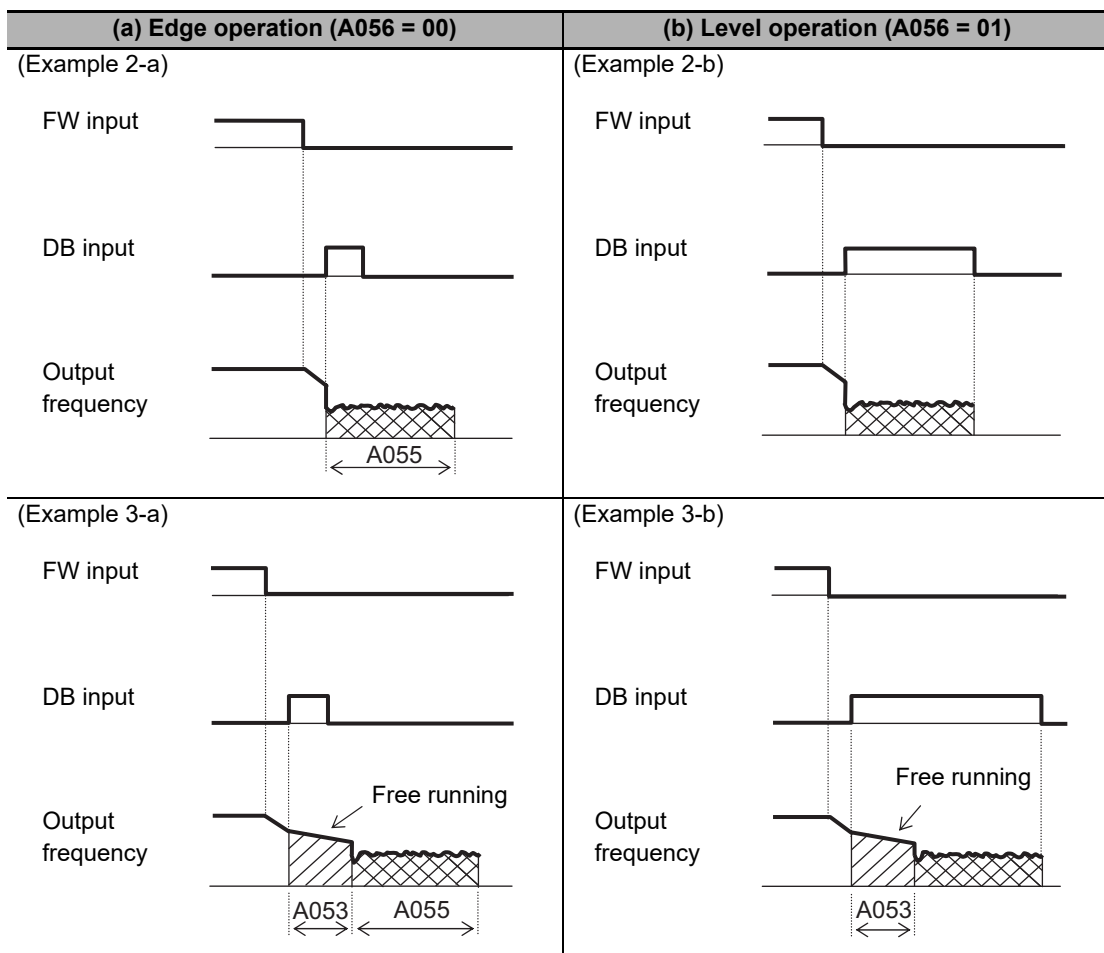 (a) Edge operation (A056 = 00)
(b) Level operation (A056 = 01)
(Example 2-a)
FW input
DB input
Output
frequency
A055
(Example 2-b)
FW input
DB input
Output
frequency
(Example 3-a)
FW input
DB input
Free running
Output
frequency
A053
A055
(Example 3-b)
FW input
DB input
Free running
Output
frequency
A053